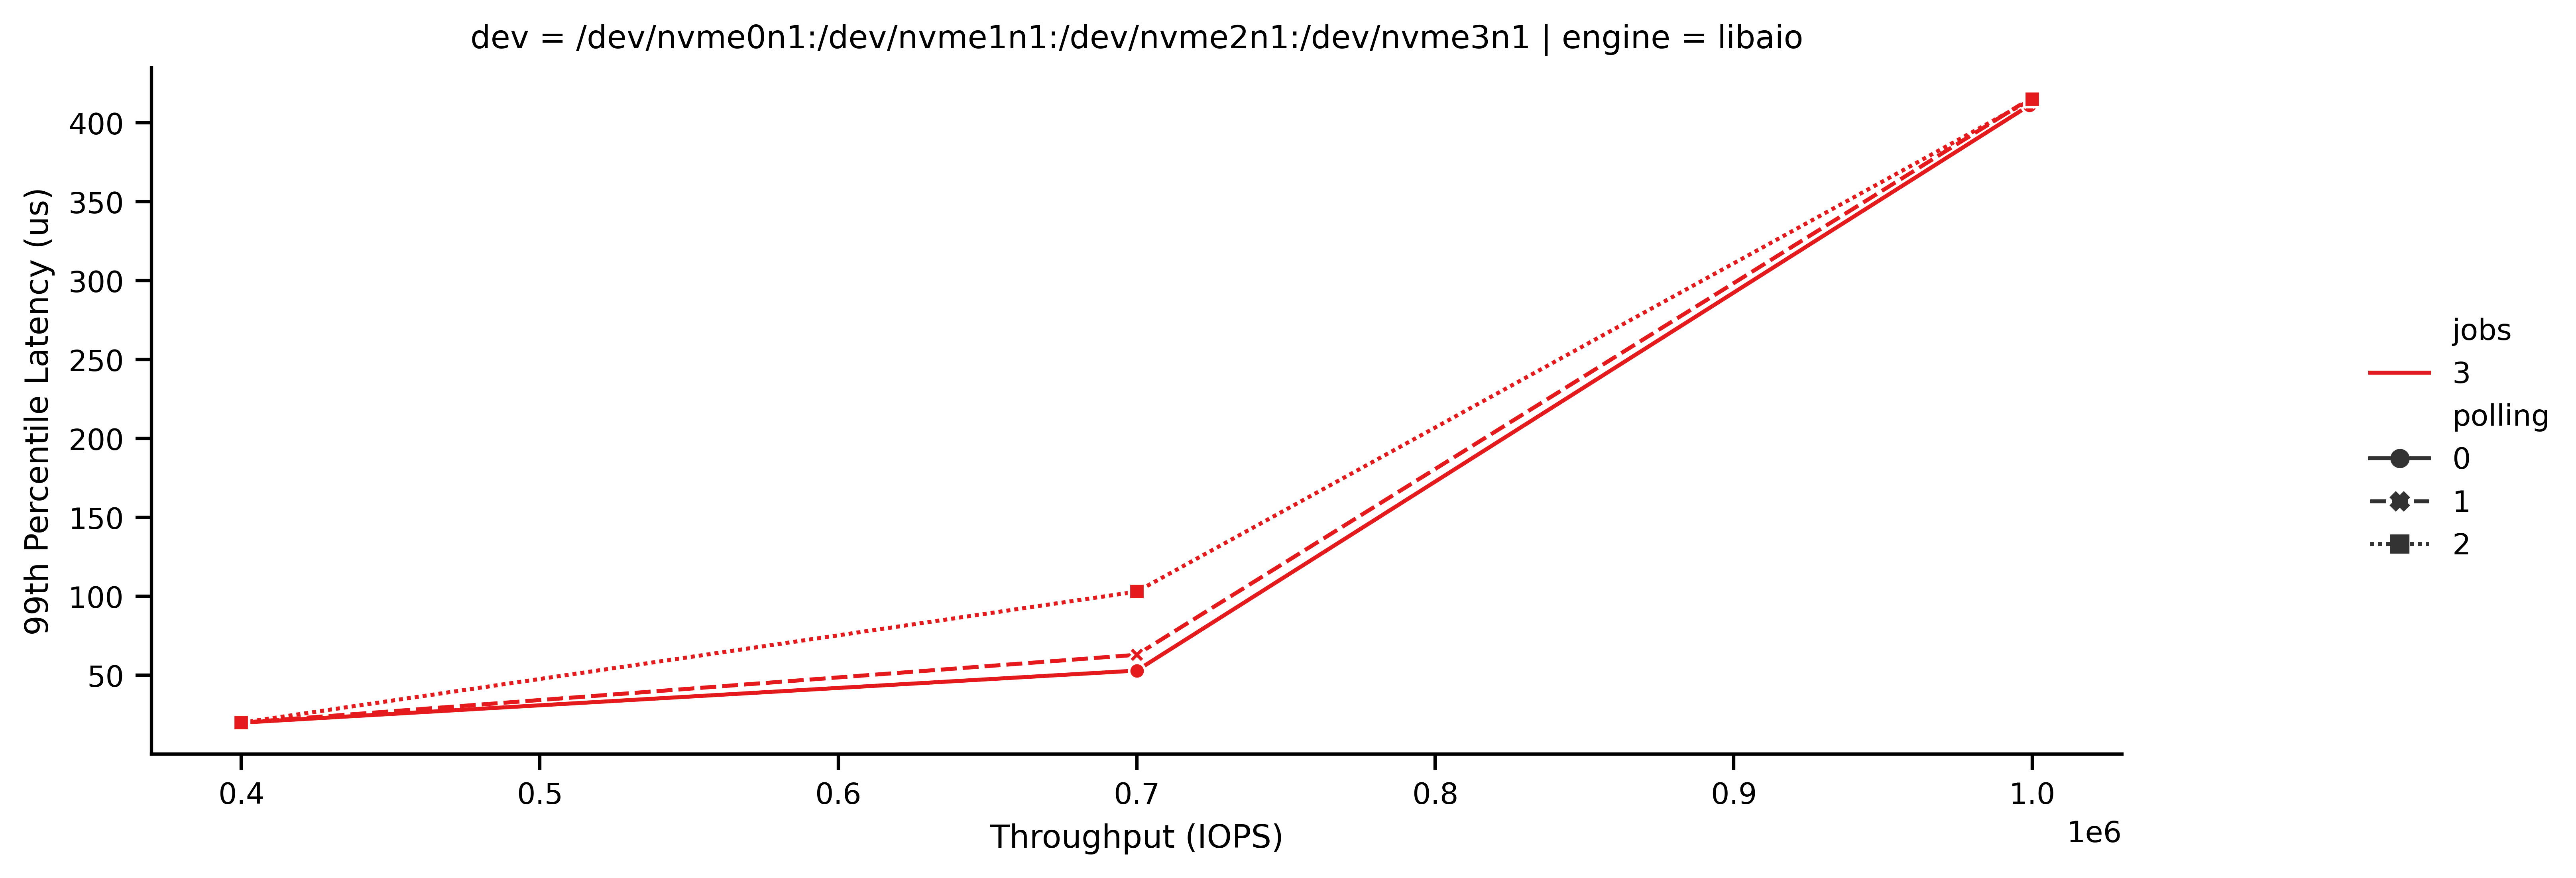 dev = /dev/nvme0n1:/dev/nvme1n1:/dev/nvme2n1:/dev/nvme3n1 | engine = libaio
99th Percentile Latency (us)
400
350
300
250
200
150
100
50
0.4 0.5 0.6 0.7 0.8 0.9 1.0
1e6
Throughput (IOPS)
jobs
3
polling
0
1
2